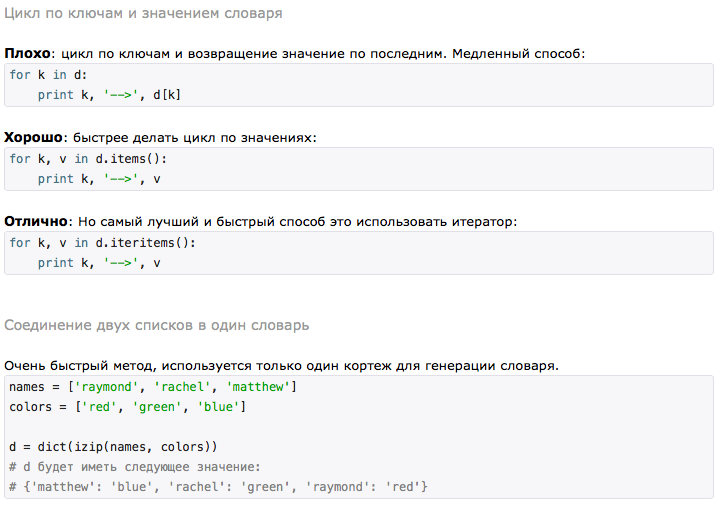 Цикл по ключам и значением словаря
Плохо: цикл по ключам и возвращение значение по последним. Медленный способ:
for k in d:
    print k, '-->', d[k]
Хорошо: быстрее делать цикл по значениях:
for k, v in d.items():
    print k, '-->', v
Отлично: Но самый лучший и быстрый способ это использовать итератор:
for k, v in d.iteritems():
    print k, '-->', v
Соединение двух списков в один словарь
Очень быстрый метод, используется только один кортеж для генерации словаря.
names = ['raymond', 'rachel', 'matthew']
colors = ['red', 'green', 'blue']
d = dict(izip(names, colors))
# d будет иметь следующее значение:
# {'matthew': 'blue', 'rachel': 'green', 'raymond': 'red'}